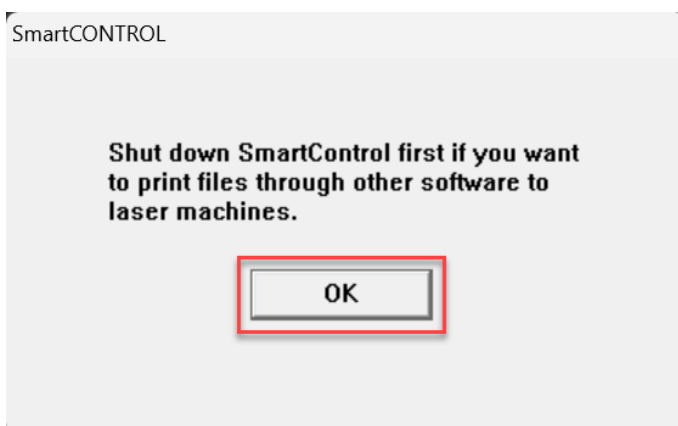 SmartCONTROL
Shut down SmartControl first if you want
to print files through other software to
laser machines.
OK